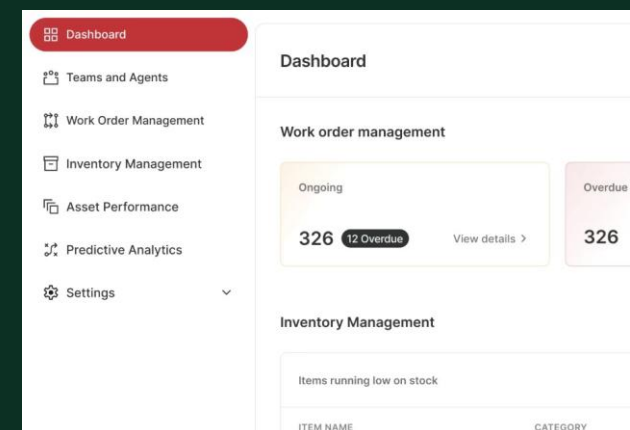 Dashboard
Teams and Agents
Work Order Management
Inventory Management
Asset Performance
Predictive Analytics
Settings
Dashboard
Work order management
Ongoing
326 12 Overdue View details >
Overdue
326
Inventory Management
Items running low on stock
ITEM NAME CATEGORY